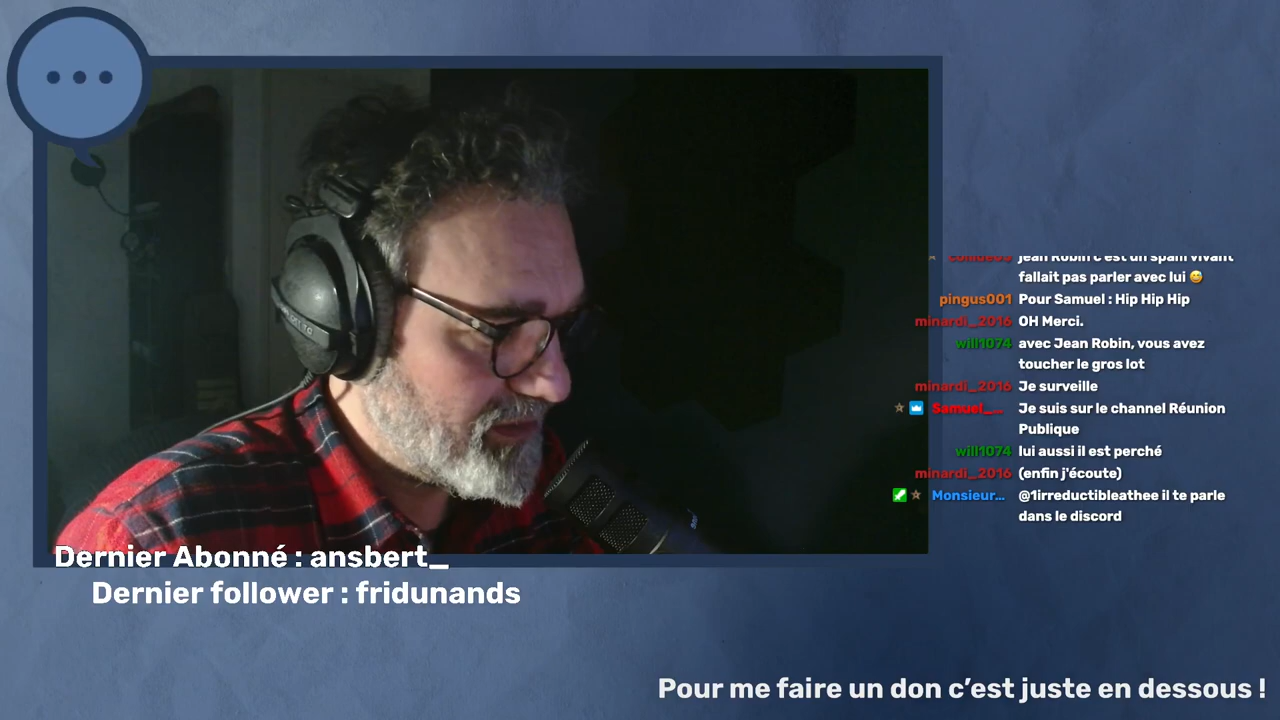 jean Robin c'est un spam vivant
fallait pas parler avec lui 😅
pingus001 Pour Samuel : Hip Hip Hip
minardi_2016 OH Merci.
will1074 avec Jean Robin, vous avez
toucher le gros lot
minardi_2016 Je surveille
Samuel_... Je suis sur le channel Réunion
Publique
will1074 lui aussi il est perché
minardi_2016 (enfin j'écoute)
Monsieur... @1irreductibleathee il te parle
dans le discord
Dernier Abonné : ansbert_
Dernier follower : fridunands
Pour me faire un don c’est juste en dessous !